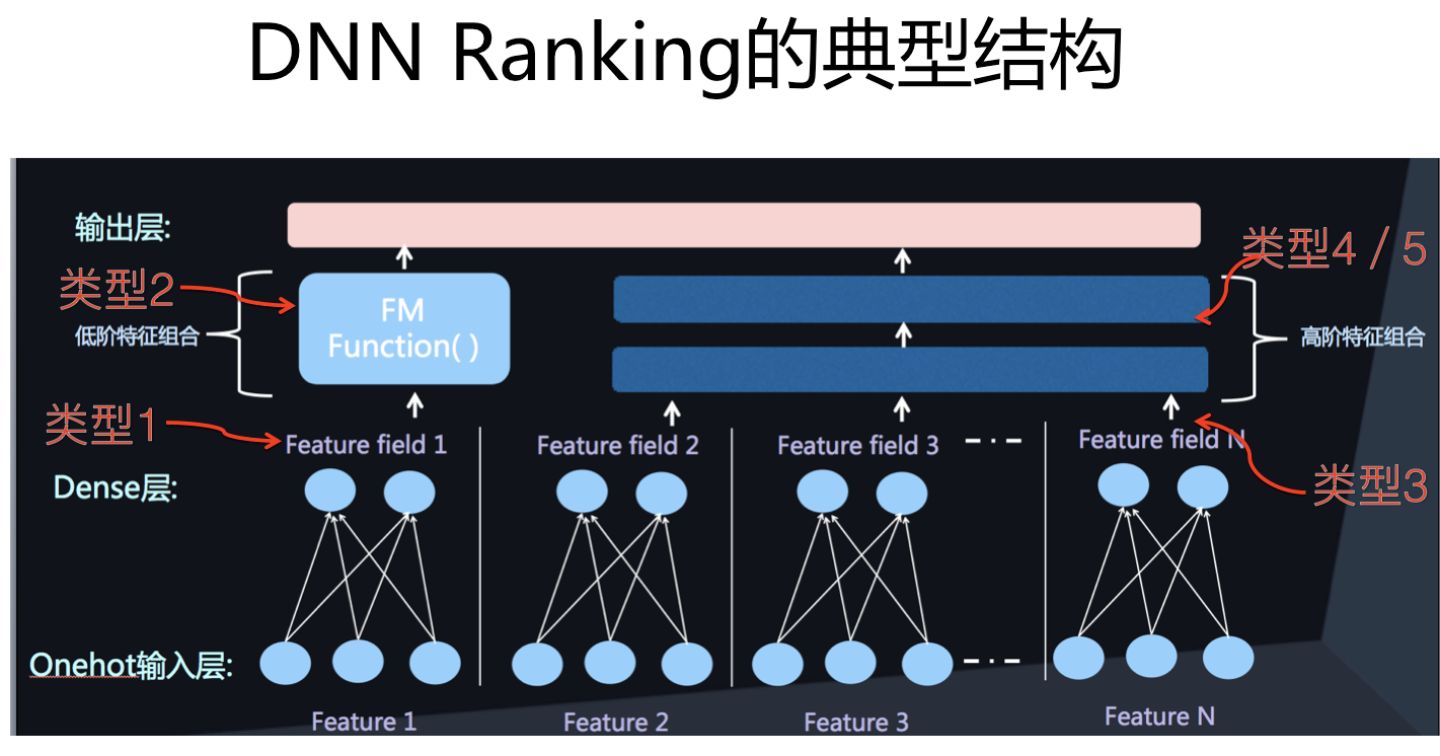 DNN Ranking的典型结构
输出层:
类型4 / 5
类型2
FM
Function( )
低阶特征组合
高阶特征组合
类型1
Feature field 1
Feature field 2
Feature field 3
Feature field N
Dense层:
类型3
Onehot输入层:
Feature 1
Feature 2
Feature 3
Feature N